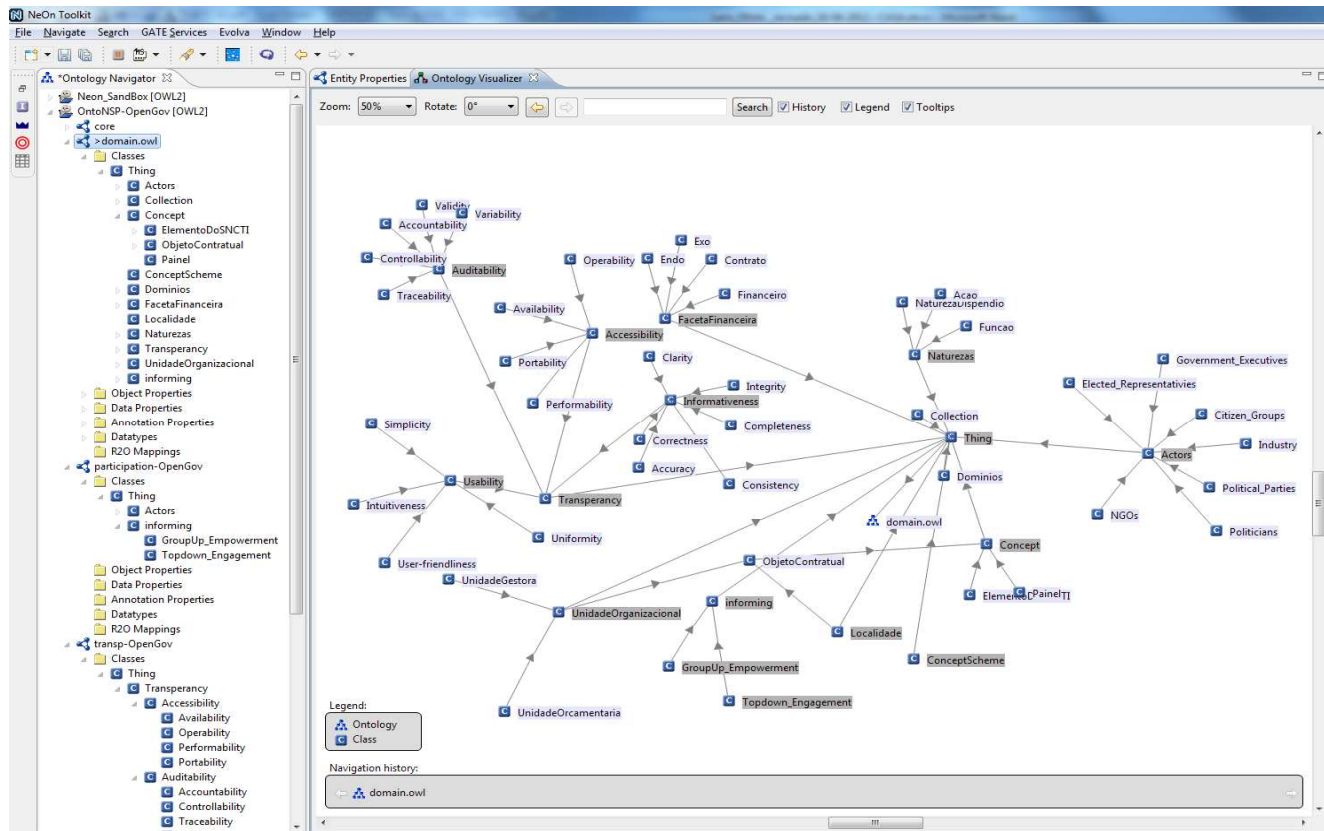 NeOn Toolkit
File Navigate Search GATE Services Evolva Window Help
*Ontology Navigator
Neon_SandBox [OWL2]
OntoNSP-OpenGov [OWL2]
core
>domain.owl
Classes
Thing
Actors
Collection
Concept
ElementoDoSNCTI
ObjetoContratual
Painel
ConceptScheme
Dominios
FacetaFinanceira
Localidade
Naturezas
Transperancy
UnidadeOrganizacional
informing
Object Properties
Data Properties
Annotation Properties
Datatypes
R2O Mappings
participation-OpenGov
Classes
Thing
Actors
informing
GroupUp_Empowerment
Topdown_Engagement
Object Properties
Data Properties
Annotation Properties
Datatypes
R2O Mappings
transp-OpenGov
Classes
Thing
Transperancy
Accessibility
Availability
Operability
Performability
Portability
Auditability
Accountability
Controllability
Traceability
Entity Properties Ontology Visualizer
Zoom: 50% Rotate: 0° Search History Legend Tooltips
Validity
Variability
Accountability
Controllability
Auditability
Traceability
Exo
Operability
Endo
Contrato
Financeiro
Availability
FacetaFinanceira
Accessibility
Acao
NaturezaDispendio
Funcao
Naturezas
Clarity
Portability
Government_Executives
Integrity
Elected_Representativies
Performability
Informativeness
Collection
Citizen_Groups
Simplicity
Completeness
Correctness
Thing
Industry
Actors
Accuracy
Usability
Consistency
Dominios
Political_Parties
Transperancy
Intuitiveness
NGOs
domain.owl
Politicians
Uniformity
Concept
User-friendliness
ObjetoContratual
UnidadeGestora
Painel
informing
UnidadeOrganizacional
Localidade
ConceptScheme
GroupUp_Empowerment
Topdown_Engagement
UnidadeOrcamentaria
Legend:
Ontology
Class
Navigation history:
domain.owl